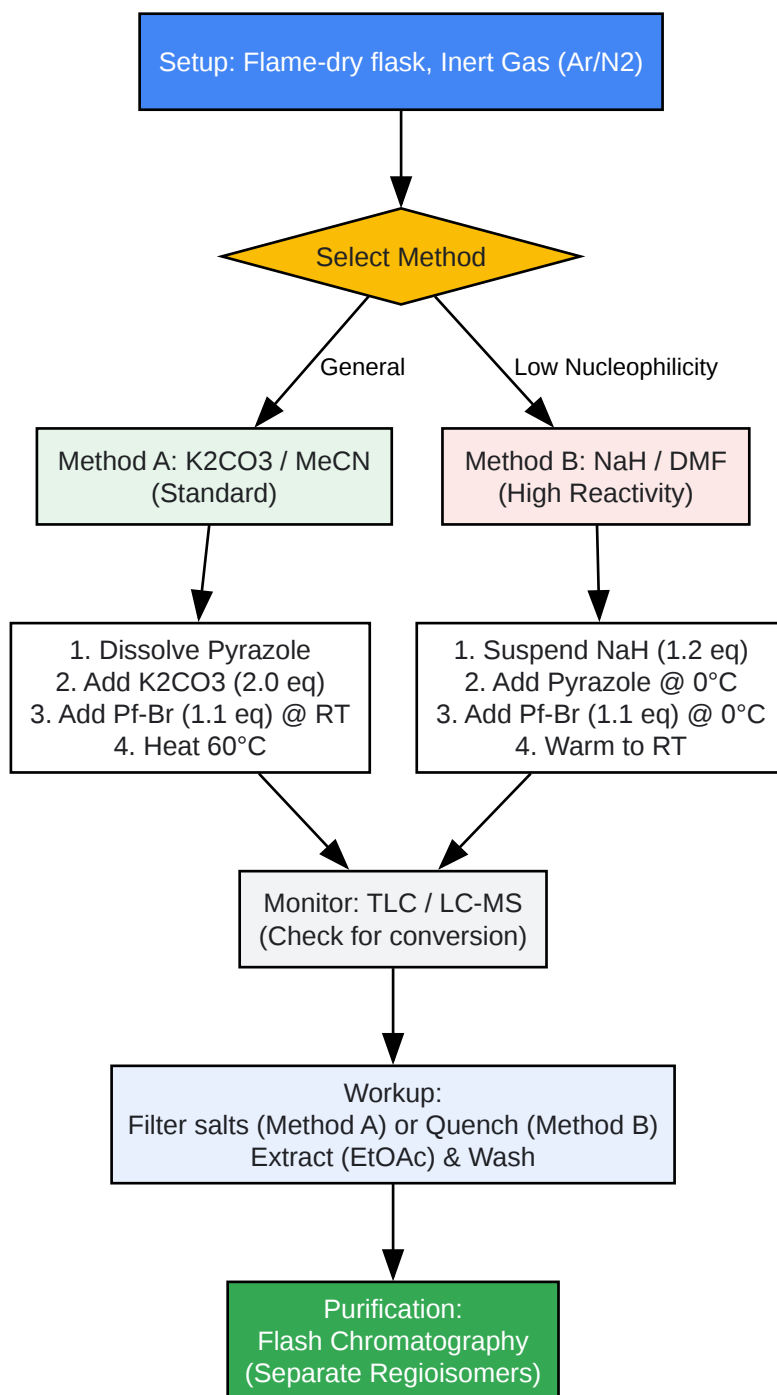 Setup: Flame-dry flask, Inert Gas (Ar/N2)
Select Method
General
Low Nucleophilicity
Method A: K2CO3 / MeCN
(Standard)
Method B: NaH / DMF
(High Reactivity)
1. Dissolve Pyrazole
2. Add K2CO3 (2.0 eq)
3. Add Pf-Br (1.1 eq) @ RT
4. Heat 60°C
1. Suspend NaH (1.2 eq)
2. Add Pyrazole @ 0°C
3. Add Pf-Br (1.1 eq) @ 0°C
4. Warm to RT
Monitor: TLC / LC-MS
(Check for conversion)
Workup:
Filter salts (Method A) or Quench (Method B)
Extract (EtOAc) & Wash
Purification:
Flash Chromatography
(Separate Regioisomers)